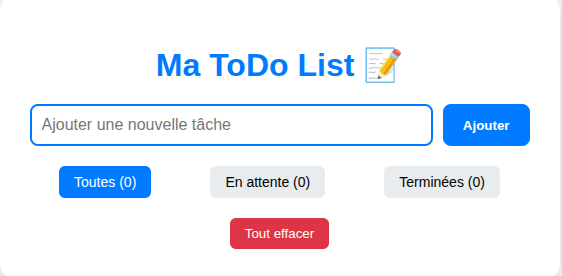 Ma ToDo List 📝
Ajouter une nouvelle tâche
Ajouter
Toutes (0)
En attente (0)
Terminées (0)
Tout effacer